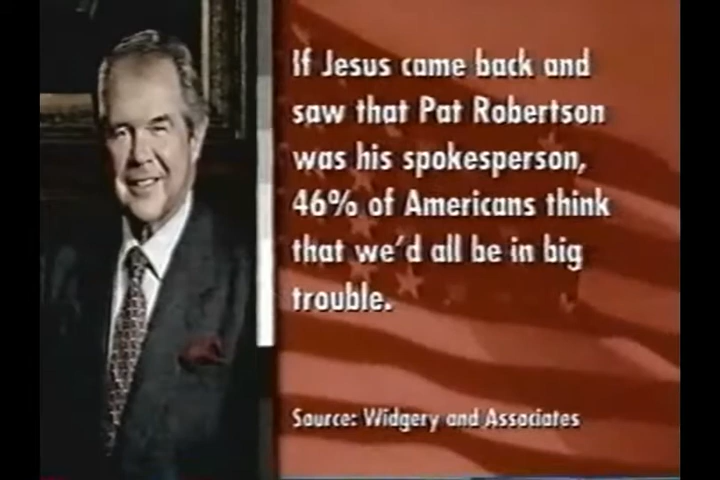 If Jesus came back and
saw that Pat Robertson
was his spokesperson,
46% of Americans think
that we'd all be in big
trouble.
Source: Widgery and Associates